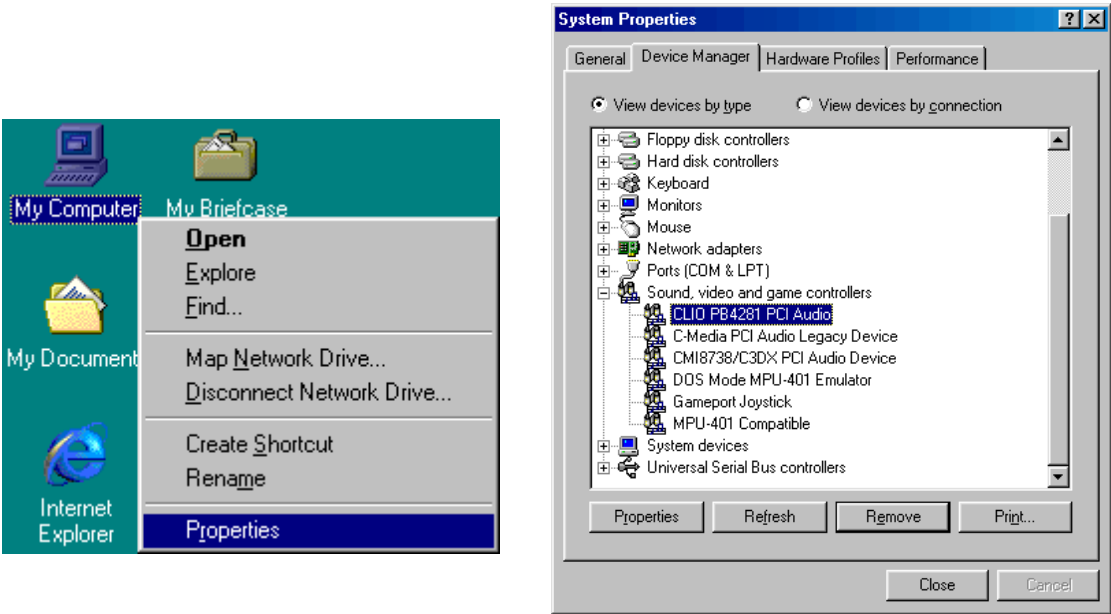 My Computer
My Briefcase
Open
Explore
Find...
My Document
Map Network Drive...
Disconnect Network Drive...
Create Shortcut
Rename
Internet
Explorer
Properties
System Properties
General
Device Manager
Hardware Profiles
Performance
View devices by type
View devices by connection
Floppy disk controllers
Hard disk controllers
Keyboard
Monitors
Mouse
Network adapters
Ports (COM & LPT)
Sound, video and game controllers
CLIO PB4281 PCI Audio
C-Media PCI Audio Legacy Device
CMI8738/C3DX PCI Audio Device
DOS Mode MPU-401 Emulator
Gameport Joystick
MPU-401 Compatible
System devices
Universal Serial Bus controllers
Properties
Refresh
Remove
Print...
Close
Cancel